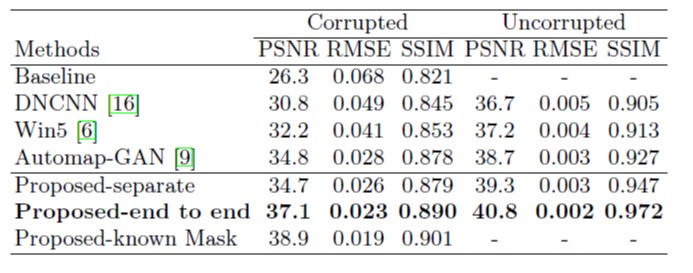 Corrupted Uncorrupted
Methods PSNR RMSE SSIM PSNR RMSE SSIM
Baseline 26.3 0.068 0.821 - - -
DNCNN [16] 30.8 0.049 0.845 36.7 0.005 0.905
Win5 [6] 32.2 0.041 0.853 37.2 0.004 0.913
Automap-GAN [9] 34.8 0.028 0.878 38.7 0.003 0.927
Proposed-separate 34.7 0.026 0.879 39.3 0.003 0.947
Proposed-end to end 37.1 0.023 0.890 40.8 0.002 0.972
Proposed-known Mask 38.9 0.019 0.901 - - -